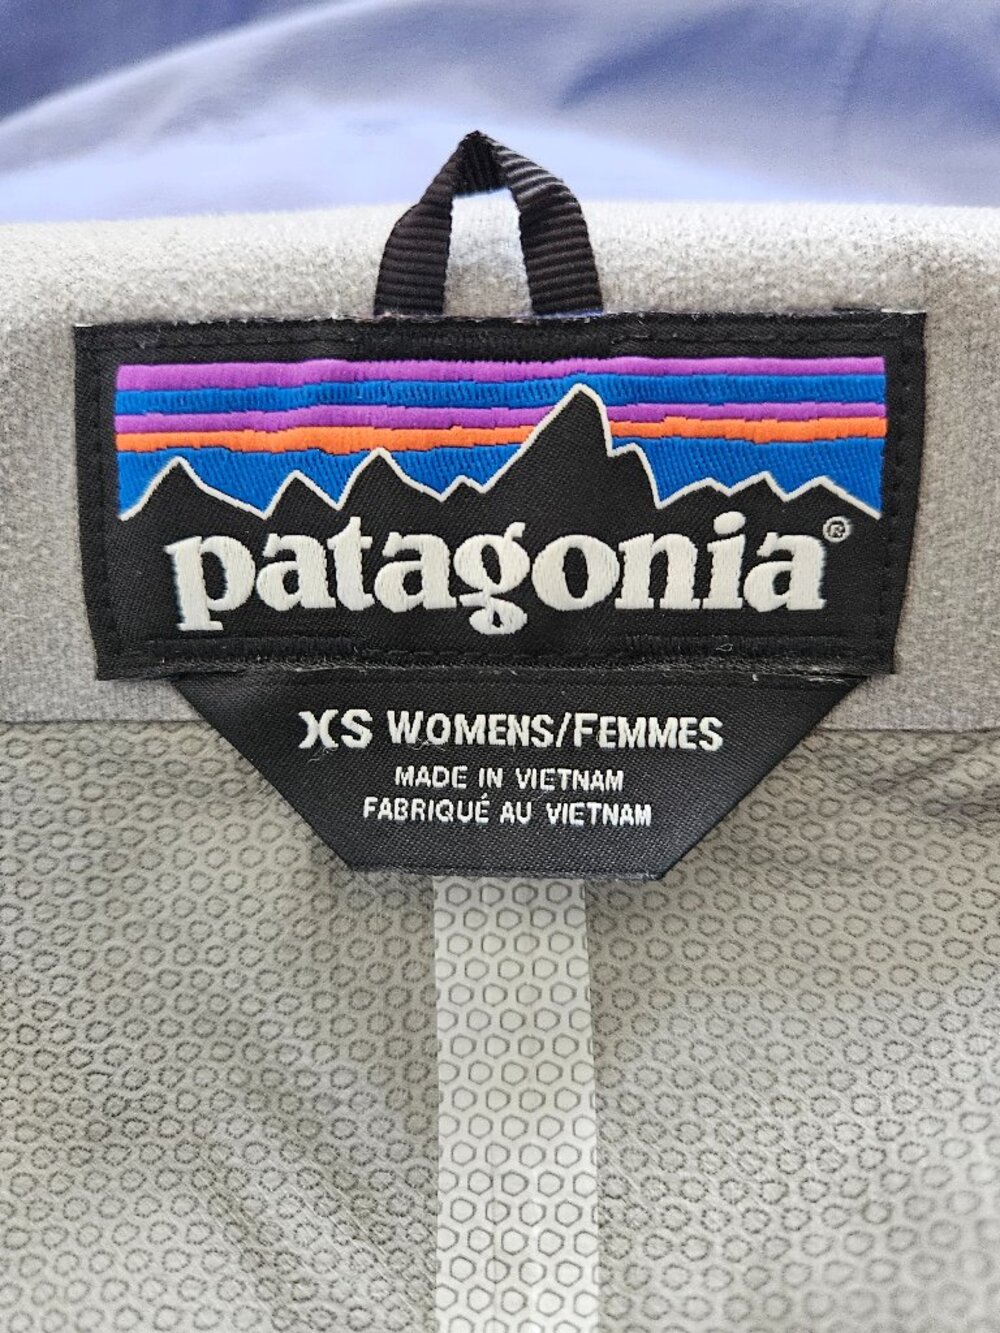 patagonia®
XS WOMENS/FEMMES
MADE IN VIETNAM
FABRIQUÉ AU VIETNAM